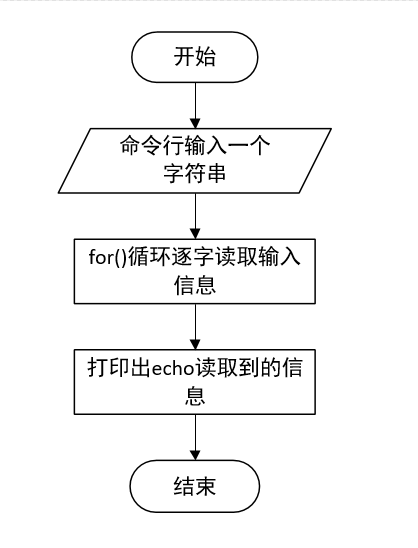 开始
命令行输入一个
字符串
for()循环逐字读取输入
信息
打印出echo读取到的信
息
结束